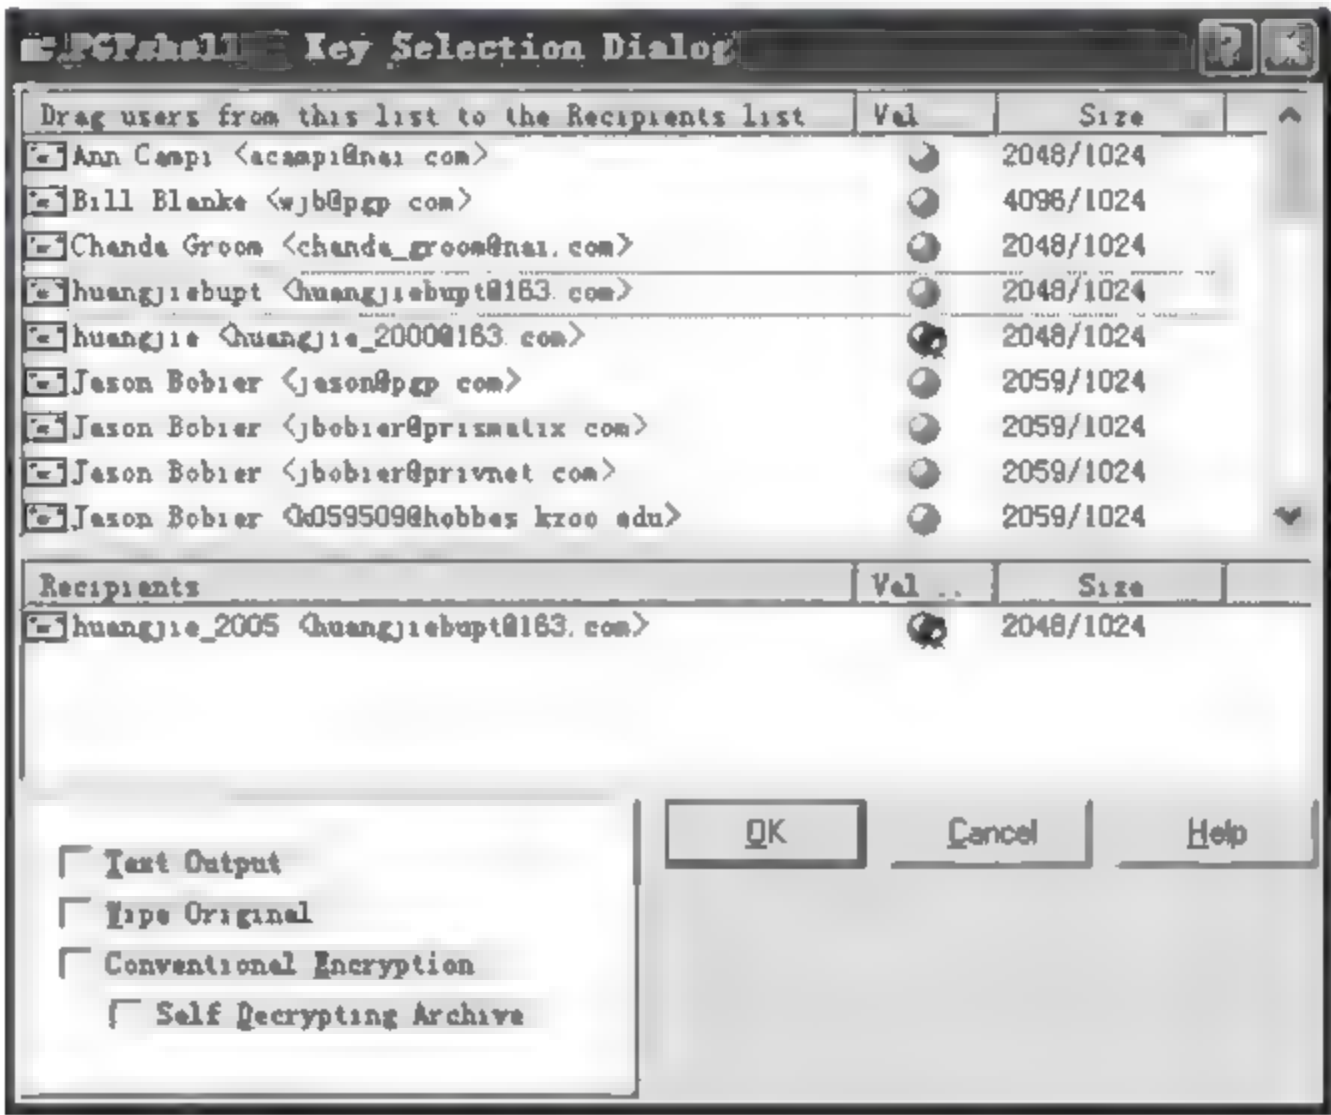 PGPshell - Key Selection Dialog
Drag users from this list to the Recipients list Val Size
Ann Campi <acampi@nai.com> 2048/1024
Bill Blanke <wjb@pgp.com> 4096/1024
Chanda Groom <chanda_groom@nai.com> 2048/1024
huangjiebupt <huangjiebupt@163.com> 2048/1024
huangjie <huangjie_2000@163.com> 2048/1024
Jason Bobier <jason@pgp.com> 2059/1024
Jason Bobier <jbobier@prismatix.com> 2059/1024
Jason Bobier <jbobier@privnet.com> 2059/1024
Jason Bobier <k059509@hobbes.kzoo.edu> 2059/1024
Recipients Val .. Size
huangjie_2005 <huangjiebupt@163.com> 2048/1024
OK Cancel Help
Text Output
Wipe Original
Conventional Encryption
Self Decrypting Archive